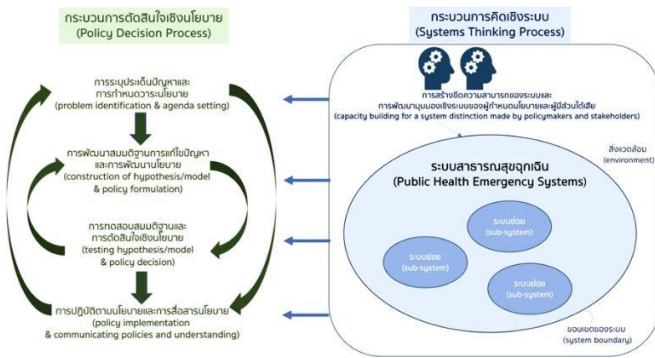 กระบวนการตัดสินใจเชิงนโยบาย
(Policy Decision Process)
การระบุประเด็นปัญหาและ
การกำหนดวาระนโยบาย
(problem identification & agenda setting)
การพัฒนาสมมติฐานการแก้ไขปัญหา
และการพัฒนานโยบาย
(construction of hypothesis/model
& policy formulation)
การทดสอบสมมติฐานและ
การตัดสินใจเชิงนโยบาย
(testing hypothesis/model
& policy decision)
การปฏิบัติตามนโยบายและการสื่อสารนโยบาย
(policy implementation
& communicating policies and understanding)
กระบวนการคิดเชิงระบบ
(Systems Thinking Process)
การสร้างขีดความสามารถของระบบและ
การพัฒนามุมมองเชิงระบบของผู้กำหนดนโยบายและผู้มีส่วนได้เสีย
(capacity building for a system distinction made by policymakers and stakeholders)
สิ่งแวดล้อม
(environment)
ระบบสาธารณสุขฉุกเฉิน
(Public Health Emergency Systems)
ระบบย่อย
(sub-system)
ระบบย่อย
(sub-system)
ระบบย่อย
(sub-system)
ขอบเขตของระบบ
(system boundary)